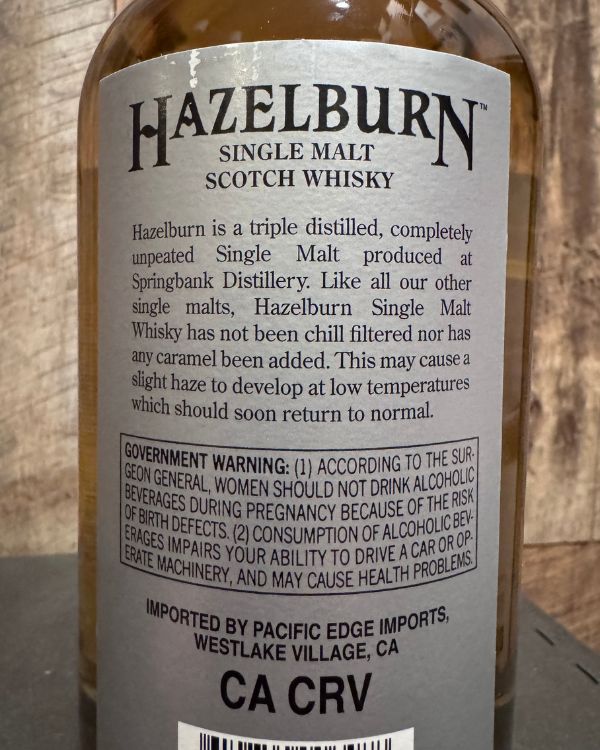 HAZELBURN™
SINGLE MALT
SCOTCH WHISKY
Hazelburn is a triple distilled, completely
unpeated Single Malt produced at
Springbank Distillery. Like all our other
single malts, Hazelburn Single Malt
Whisky has not been chill filtered nor has
any caramel been added. This may cause a
slight haze to develop at low temperatures
which should soon return to normal.
GOVERNMENT WARNING: (1) ACCORDING TO THE SUR-
GEON GENERAL, WOMEN SHOULD NOT DRINK ALCOHOLIC
BEVERAGES DURING PREGNANCY BECAUSE OF THE RISK
OF BIRTH DEFECTS. (2) CONSUMPTION OF ALCOHOLIC BEV-
ERAGES IMPAIRS YOUR ABILITY TO DRIVE A CAR OR OP-
ERATE MACHINERY, AND MAY CAUSE HEALTH PROBLEMS.
IMPORTED BY PACIFIC EDGE IMPORTS,
WESTLAKE VILLAGE, CA
CA CRV